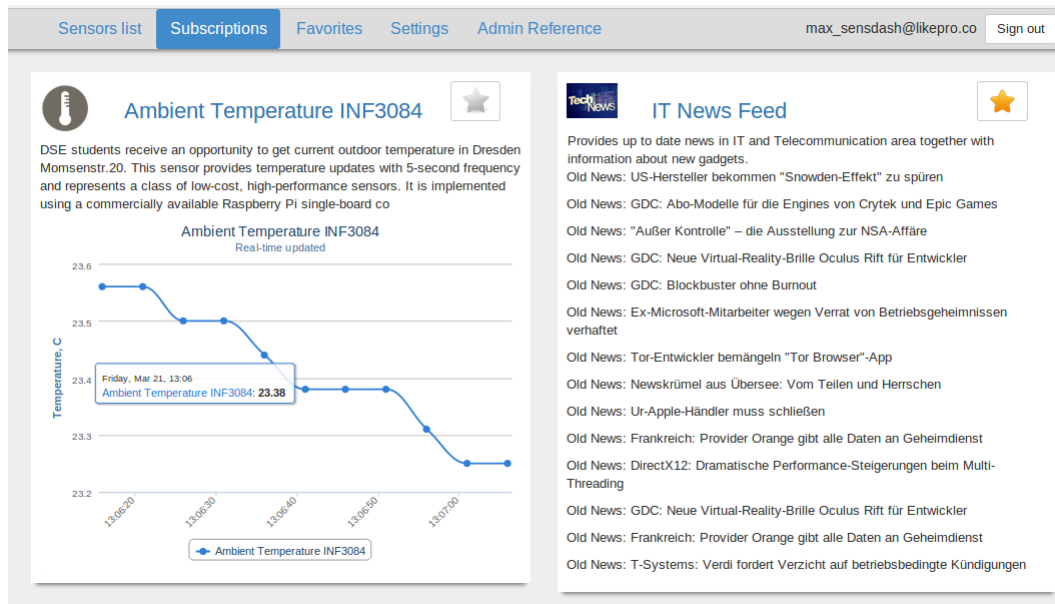 Sensors list Subscriptions Favorites Settings Admin Reference max_sensdash@likepro.co Sign out
Ambient Temperature INF3084
DSE students receive an opportunity to get current outdoor temperature in Dresden
Momsenstr.20. This sensor provides temperature updates with 5-second frequency
and represents a class of low-cost, high-performance sensors. It is implemented
using a commercially available Raspberry Pi single-board co
Ambient Temperature INF3084
Real-time updated
Temperature, C
23.6
23.5
23.4
23.3
23.2
Friday, Mar 21, 13:06
Ambient Temperature INF3084: 23.38
13:06:20 13:06:30 13:06:40 13:06:50 13:07:00
Ambient Temperature INF3084
Tech News
IT News Feed
Provides up to date news in IT and Telecommunication area together with
information about new gadgets.
Old News: US-Hersteller bekommen "Snowden-Effekt" zu spüren
Old News: GDC: Abo-Modelle für die Engines von Crytek und Epic Games
Old News: "Außer Kontrolle" – die Ausstellung zur NSA-Affäre
Old News: GDC: Neue Virtual-Reality-Brille Oculus Rift für Entwickler
Old News: GDC: Blockbuster ohne Burnout
Old News: Ex-Microsoft-Mitarbeiter wegen Verrat von Betriebsgeheimnissen
verhaftet
Old News: Tor-Entwickler bemängeln "Tor Browser"-App
Old News: Newskrümel aus Übersee: Vom Teilen und Herrschen
Old News: Ur-Apple-Händler muss schließen
Old News: Frankreich: Provider Orange gibt alle Daten an Geheimdienst
Old News: DirectX12: Dramatische Performance-Steigerungen beim Multi-
Threading
Old News: GDC: Neue Virtual-Reality-Brille Oculus Rift für Entwickler
Old News: Frankreich: Provider Orange gibt alle Daten an Geheimdienst
Old News: T-Systems: Verdi fordert Verzicht auf betriebsbedingte Kündigungen